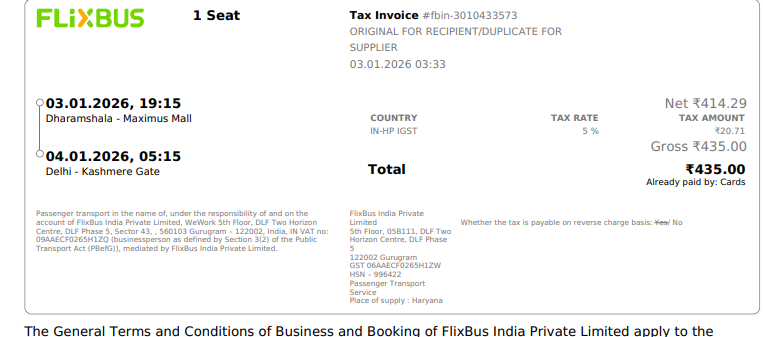 FLiXBUS
1 Seat
Tax Invoice #fbin-3010433573
ORIGINAL FOR RECIPIENT/DUPLICATE FOR
SUPPLIER
03.01.2026 03:33
03.01.2026, 19:15
Dharamshala - Maximus Mall
04.01.2026, 05:15
Delhi - Kashmere Gate
Net ₹414.29
COUNTRY TAX RATE TAX AMOUNT
IN-HP IGST 5 % ₹20.71
Gross ₹435.00
Total ₹435.00
Already paid by: Cards
Passenger transport in the name of, under the responsibility of and on the
account of FlixBus India Private Limited, WeWork 5th Floor, DLF Two Horizon
Centre, DLF Phase 5, Sector 43, , 560103 Gurugram – 122002, India, IN VAT no:
09AAECF0265H1ZQ (businessperson as defined by Section 3(2) of the Public
Transport Act (PBefG)), mediated by FlixBus India Private Limited.
FlixBus India Private
Limited
5th Floor, 05B111, DLF Two
Horizon Centre, DLF Phase
5
122002 Gurugram
GST 06AAECF0265H1ZW
HSN – 996422
Passenger Transport
Service
Place of supply : Haryana
Whether the tax is payable on reverse charge basis: Yes/ No
The General Terms and Conditions of Business and Booking of FlixBus India Private Limited apply to the